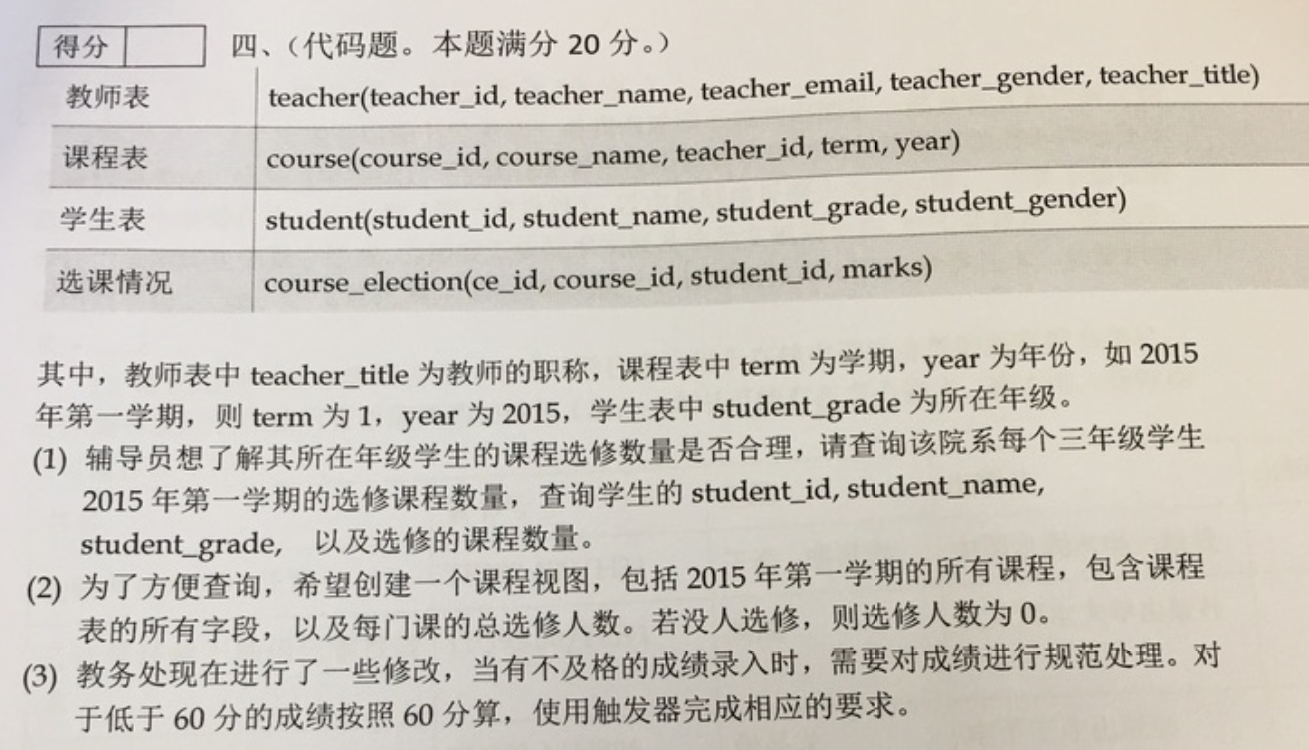 得分 四、（代码题。本题满分 20 分。）
教师表 teacher(teacher_id, teacher_name, teacher_email, teacher_gender, teacher_title)
课程表 course(course_id, course_name, teacher_id, term, year)
学生表 student(student_id, student_name, student_grade, student_gender)
选课情况 course_election(ce_id, course_id, student_id, marks)
其中，教师表中 teacher_title 为教师的职称，课程表中 term 为学期，year 为年份，如 2015
年第一学期，则 term 为 1，year 为 2015，学生表中 student_grade 为所在年级。
(1) 辅导员想了解其所在年级学生的课程选修数量是否合理，请查询该院系每个三年级学生
2015 年第一学期的选修课程数量，查询学生的 student_id, student_name,
student_grade, 以及选修的课程数量。
(2) 为了方便查询，希望创建一个课程视图，包括 2015 年第一学期的所有课程，包含课程
表的所有字段，以及每门课的总选修人数。若没人选修，则选修人数为 0。
(3) 教务处现在进行了一些修改，当有不及格的成绩录入时，需要对成绩进行规范处理。对
于低于 60 分的成绩按照 60 分算，使用触发器完成相应的要求。